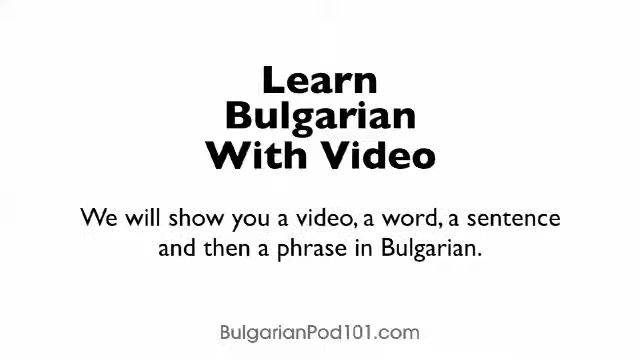 Learn
Bulgarian
With Video
We will show you a video, a word, a sentence
and then a phrase in Bulgarian.
BulgarianPod101.com